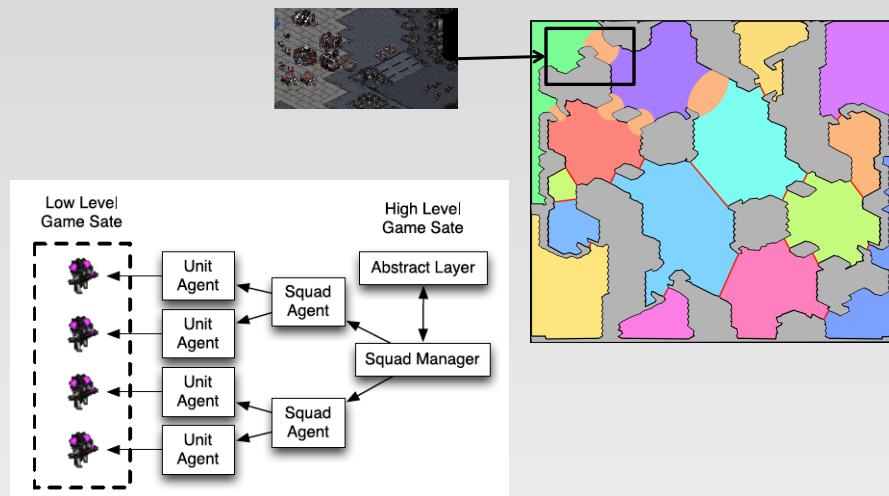 Low Level
Game Sate
High Level
Game Sate
Unit
Agent
Abstract Layer
Squad
Agent
Unit
Agent
Squad Manager
Unit
Agent
Squad
Agent
Unit
Agent